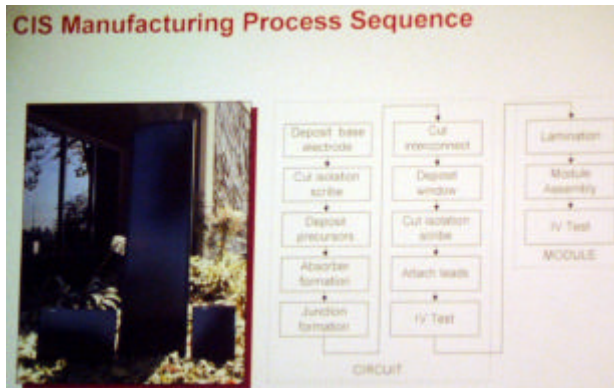 CIS Manufacturing Process Sequence
Deposit base
electrode
Cut isolation
scribe
Deposit
precursors
Absorber
formation
Junction
formation
Cut
interconnect
Deposit
window
Cut isolation
scribe
Attach leads
IV Test
CIRCUIT
Lamination
Module
Assembly
IV Test
MODULE